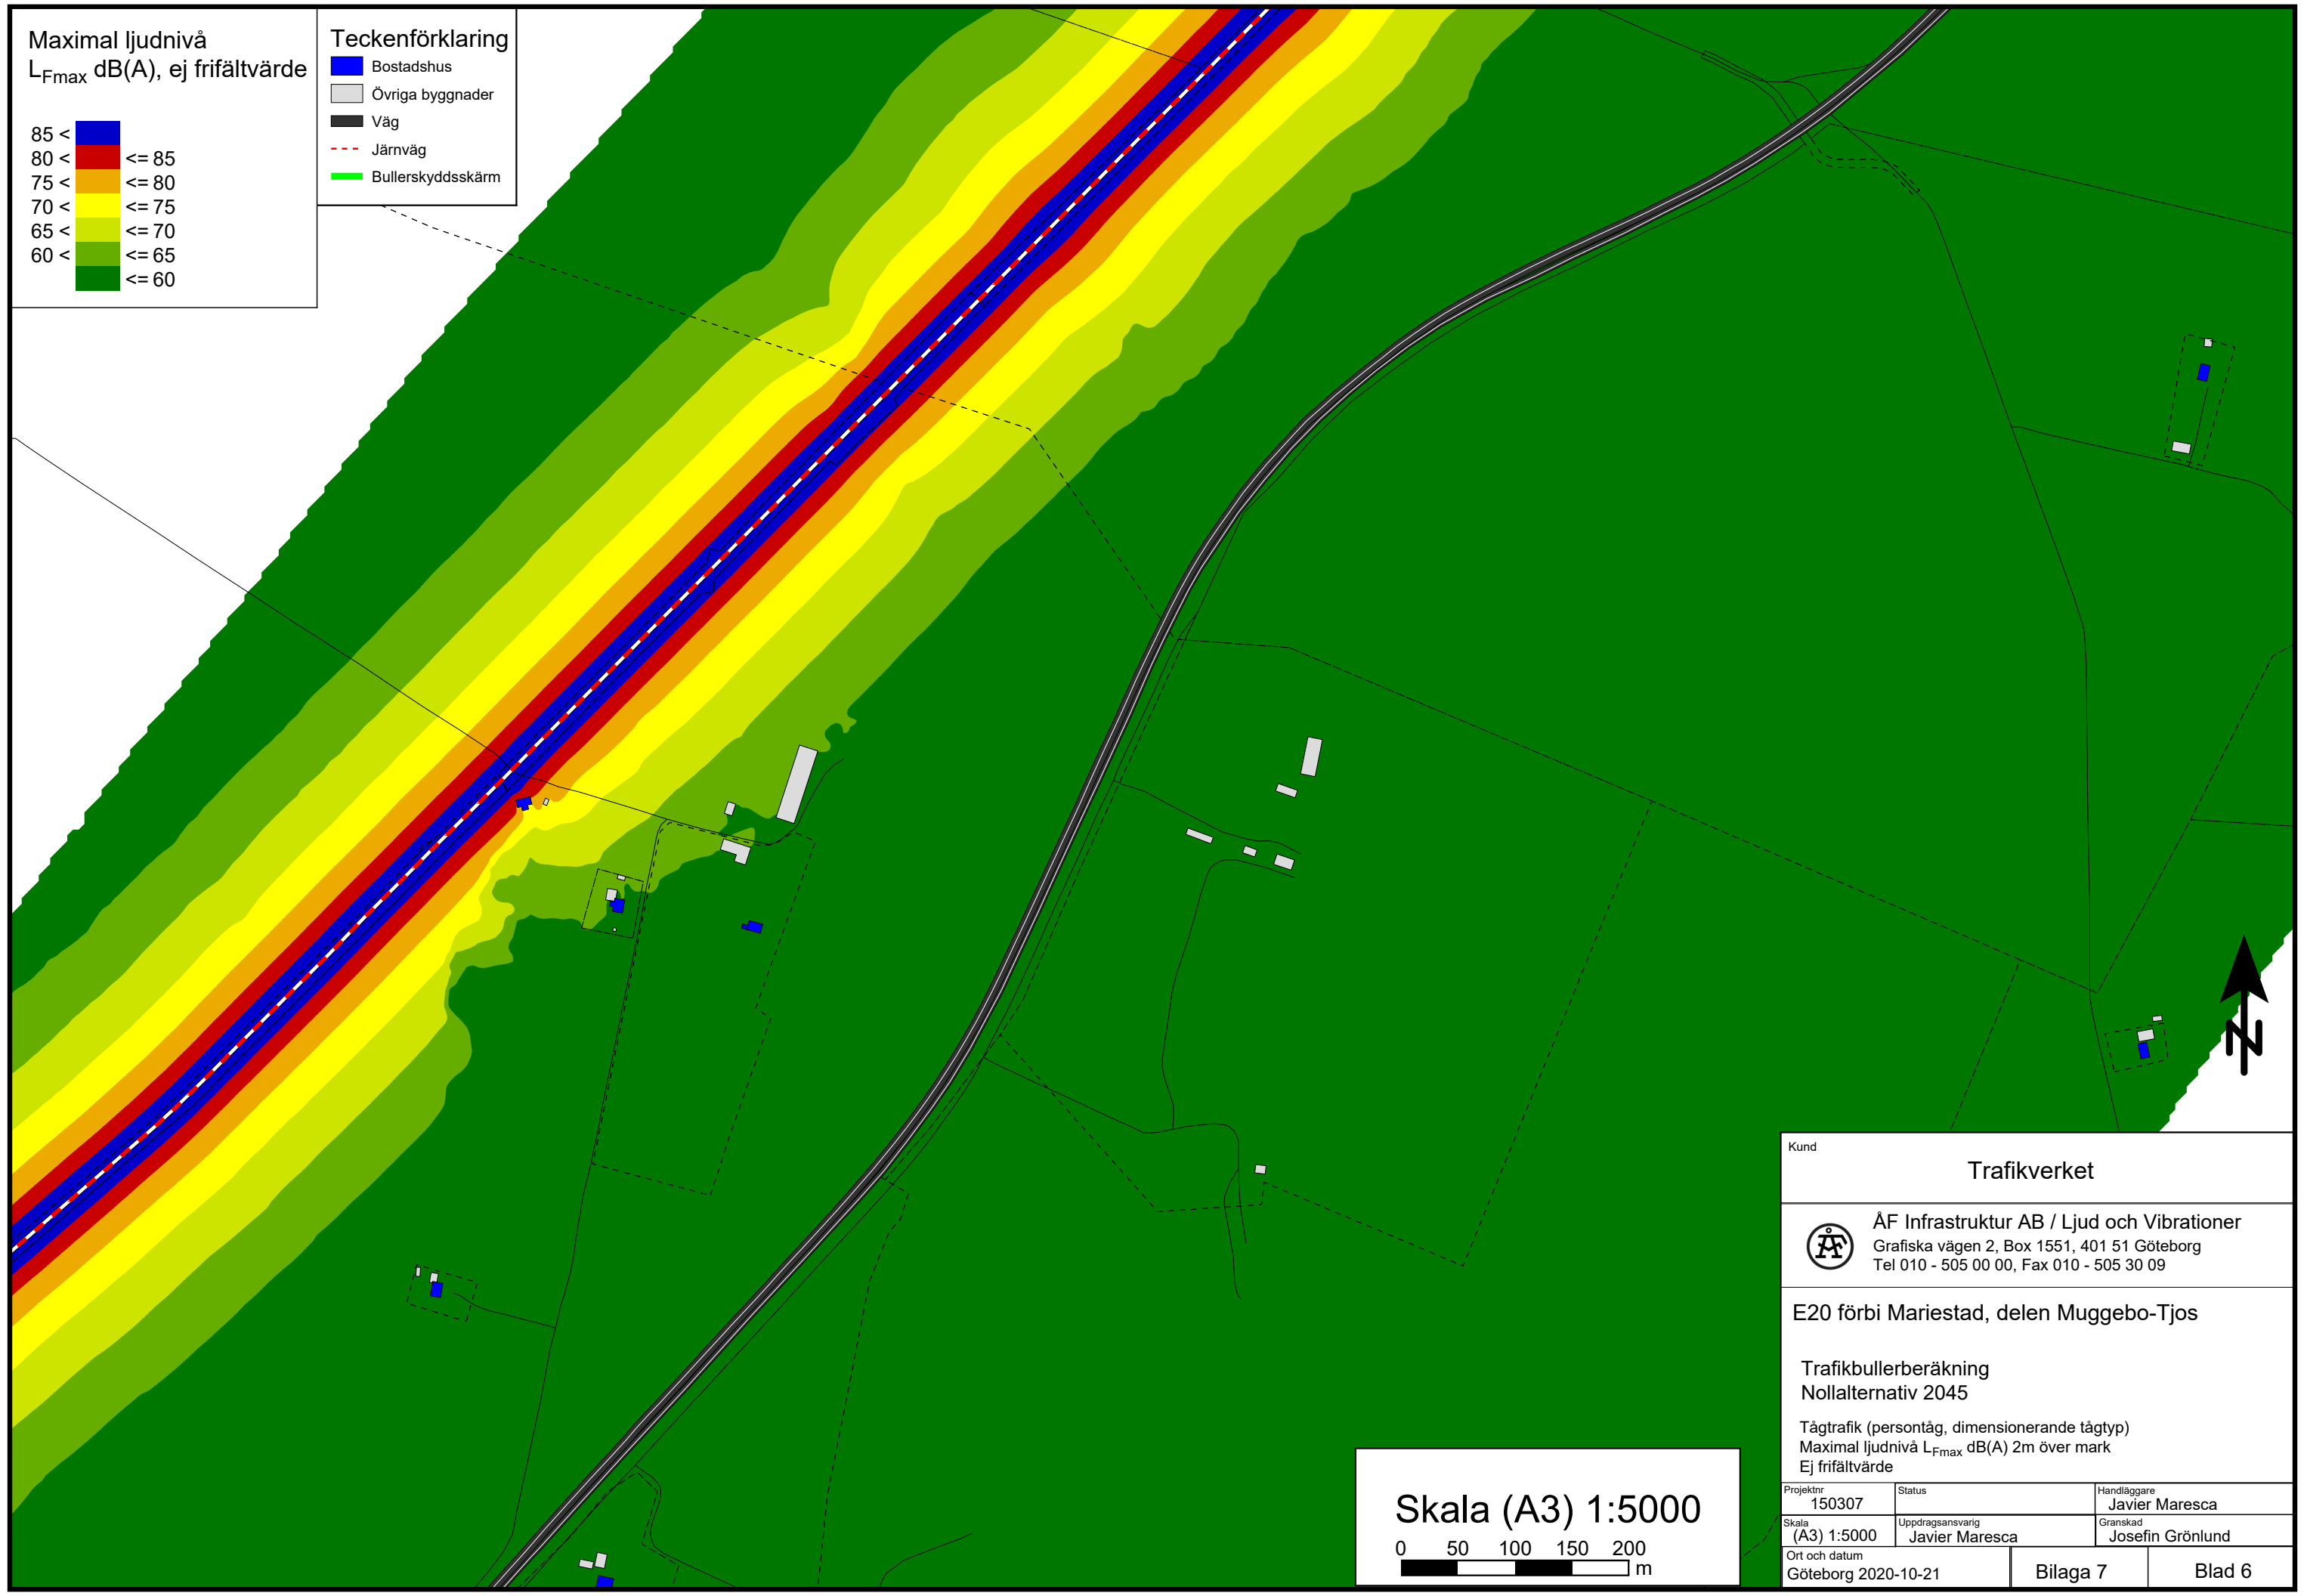 Maximal ljudnivå
LFmax dB(A), ej frifältvärde
85 <
80 < <= 85
75 < <= 80
70 < <= 75
65 < <= 70
60 < <= 65
<= 60
Teckenförklaring
Bostadshus
Övriga byggnader
Väg
Järnväg
Bullerskyddsskärm
N
Skala (A3) 1:5000
0 50 100 150 200
m
Kund
Trafikverket
ÅF
ÅF Infrastruktur AB / Ljud och Vibrationer
Grafiska vägen 2, Box 1551, 401 51 Göteborg
Tel 010 - 505 00 00, Fax 010 - 505 30 09
E20 förbi Mariestad, delen Muggebo-Tjos
Trafikbullerberäkning
Nollalternativ 2045
Tågtrafik (persontåg, dimensionerande tågtyp)
Maximal ljudnivå LFmax dB(A) 2m över mark
Ej frifältvärde
Projektnr
150307
Status
Handläggare
Javier Maresca
Skala
(A3) 1:5000
Uppdragsansvarig
Javier Maresca
Granskad
Josefin Grönlund
Ort och datum
Göteborg 2020-10-21
Bilaga 7
Blad 6